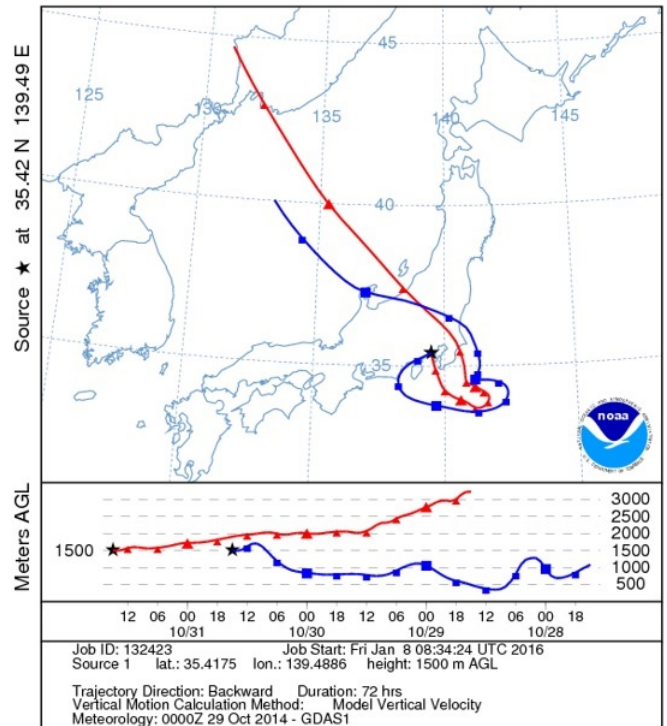 Source ★ at 35.42 N 139.49 E
125
130
135
140
145
45
40
35
noaa
Meters AGL
1500
3000
2500
2000
1500
1000
500
12 06 00 18 12 06 00 18 12 06 00 18 12 06 00 18
10/31 10/30 10/29 10/28
Job ID: 132423 Job Start: Fri Jan 8 08:34:24 UTC 2016
Source 1 lat.: 35.4175 lon.: 139.4886 height: 1500 m AGL
Trajectory Direction: Backward Duration: 72 hrs
Vertical Motion Calculation Method: Model Vertical Velocity
Meteorology: 0000Z 29 Oct 2014 - GDAS1